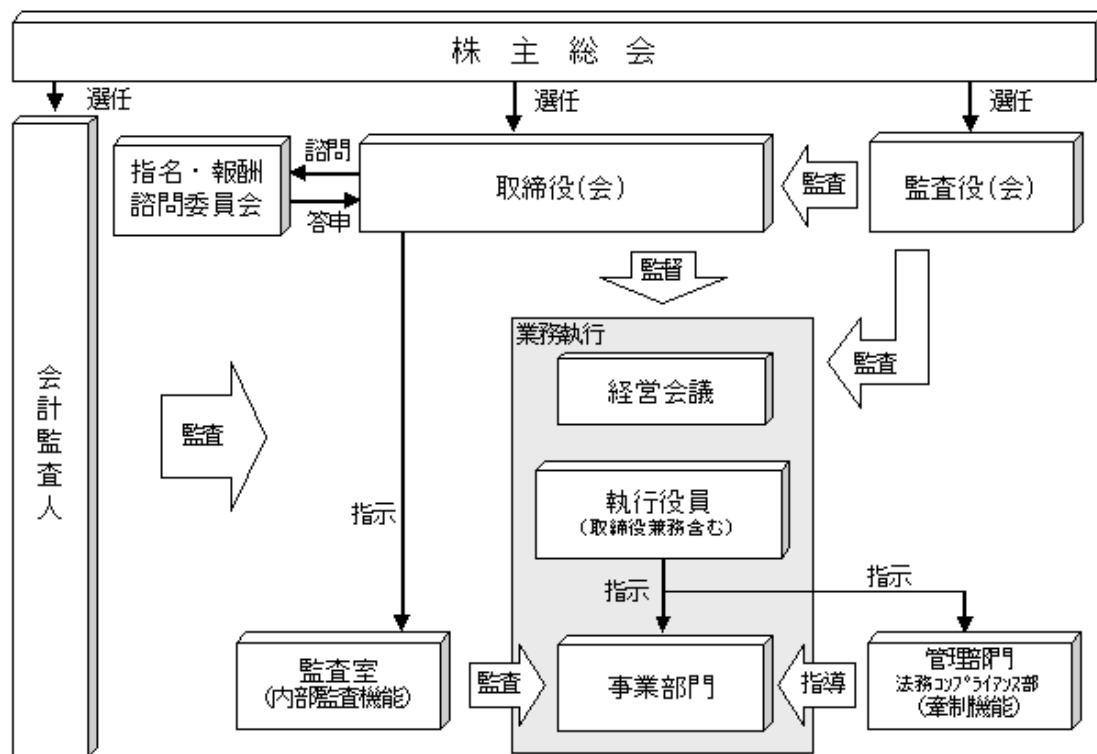 株主総会
選任
選任
選任
指名・報酬
諮問委員会
諮問
答申
取締役(会)
監査
監査役(会)
監督
業務執行
経営会議
監査
会計監査人
監査
執行役員
(取締役兼務含む)
指示
指示
指示
監査室
(内部監査機能)
監査
事業部門
指導
管理部門
法務ｺﾝﾌﾟﾗｲｱﾝｽ部
(牽制機能)